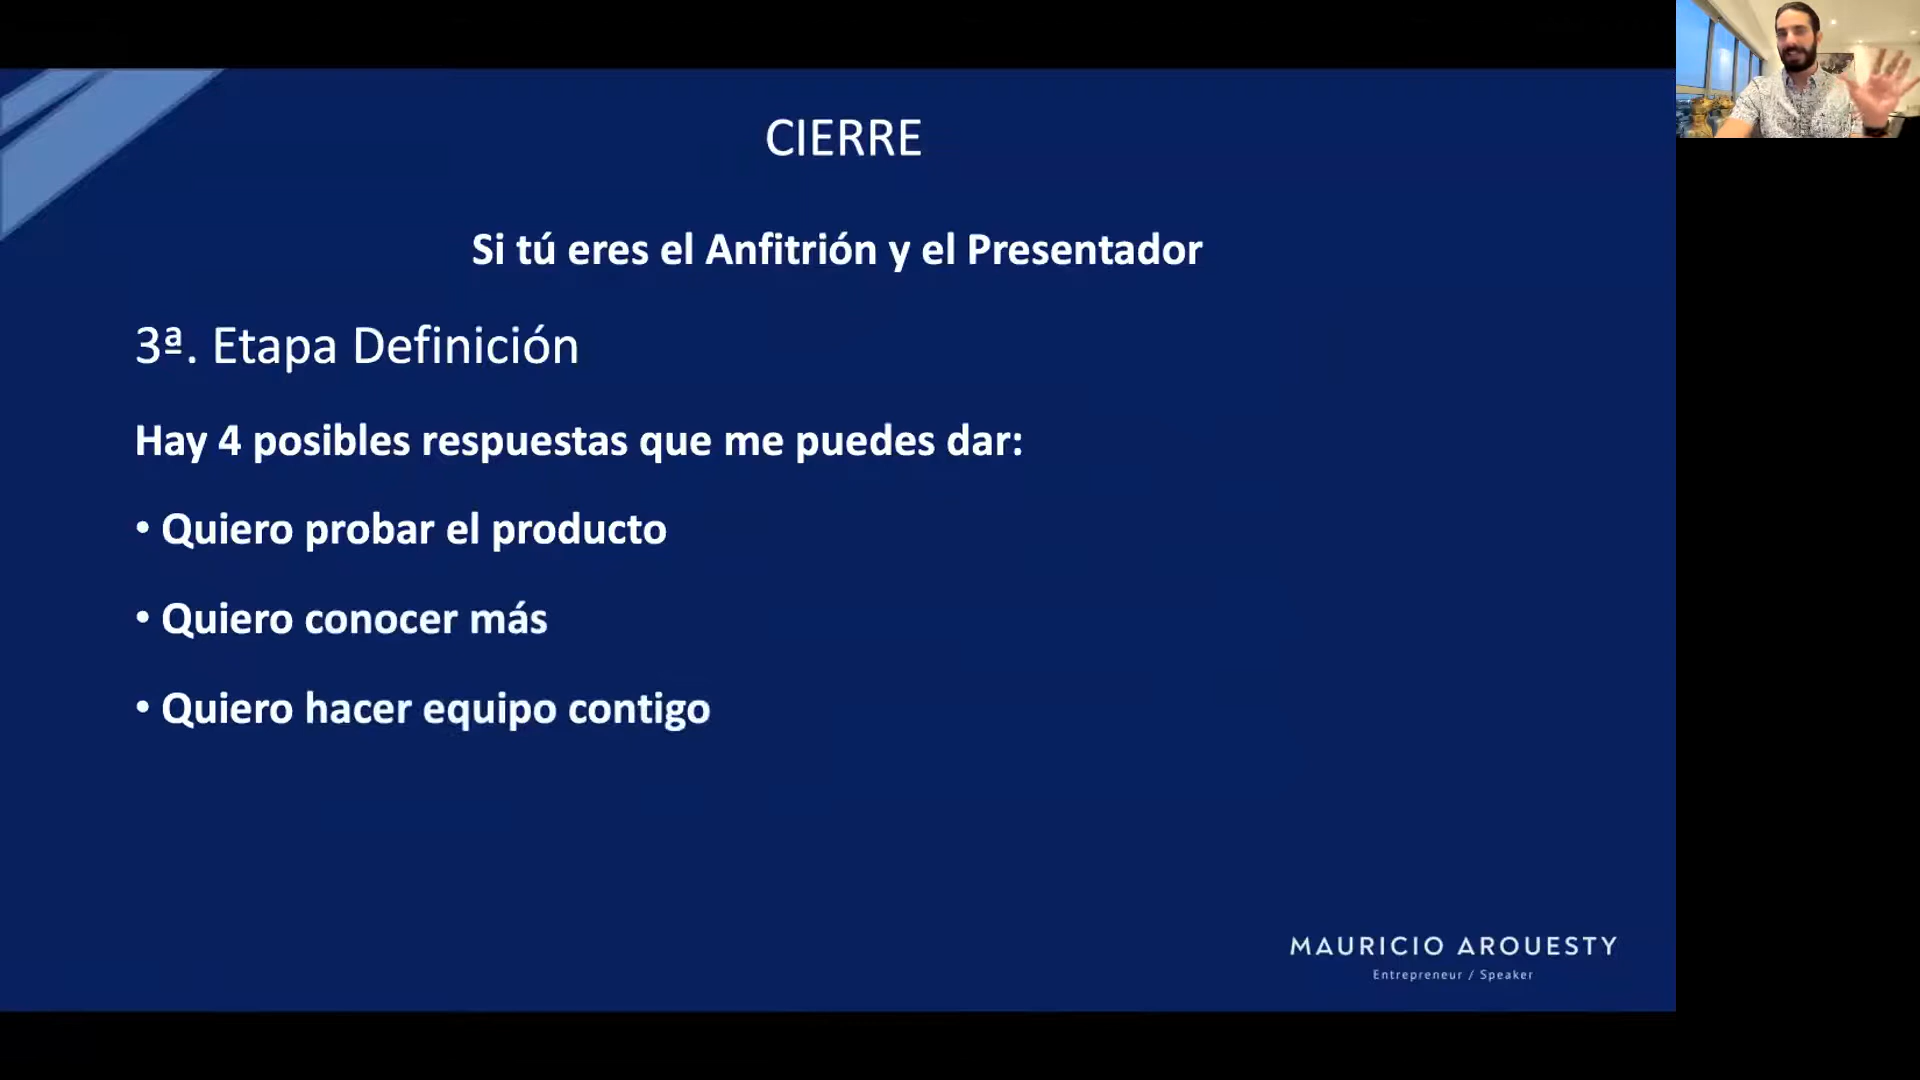 CIERRE
Si tú eres el Anfitrión y el Presentador
3ª. Etapa Definición
Hay 4 posibles respuestas que me puedes dar:
• Quiero probar el producto
• Quiero conocer más
• Quiero hacer equipo contigo
MAURICIO AROUESTY
Entrepreneur / Speaker